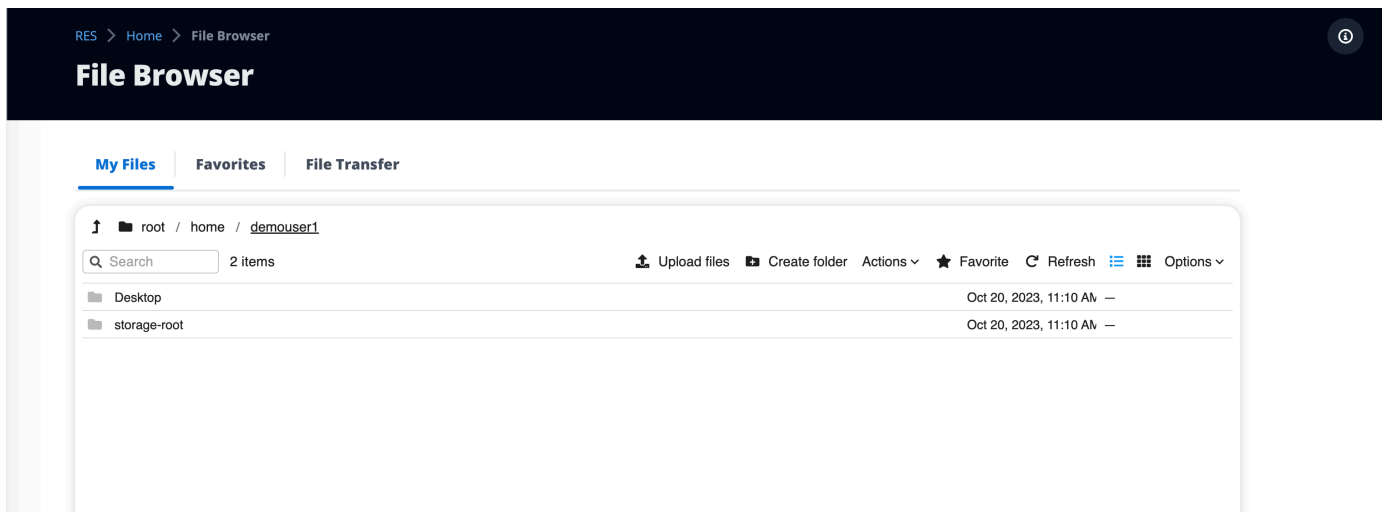 RES > Home > File Browser
File Browser
My Files Favorites File Transfer
root / home / demouser1
Search 2 items Upload files Create folder Actions Favorite Refresh Options
Desktop Oct 20, 2023, 11:10 AM —
storage-root Oct 20, 2023, 11:10 AM —